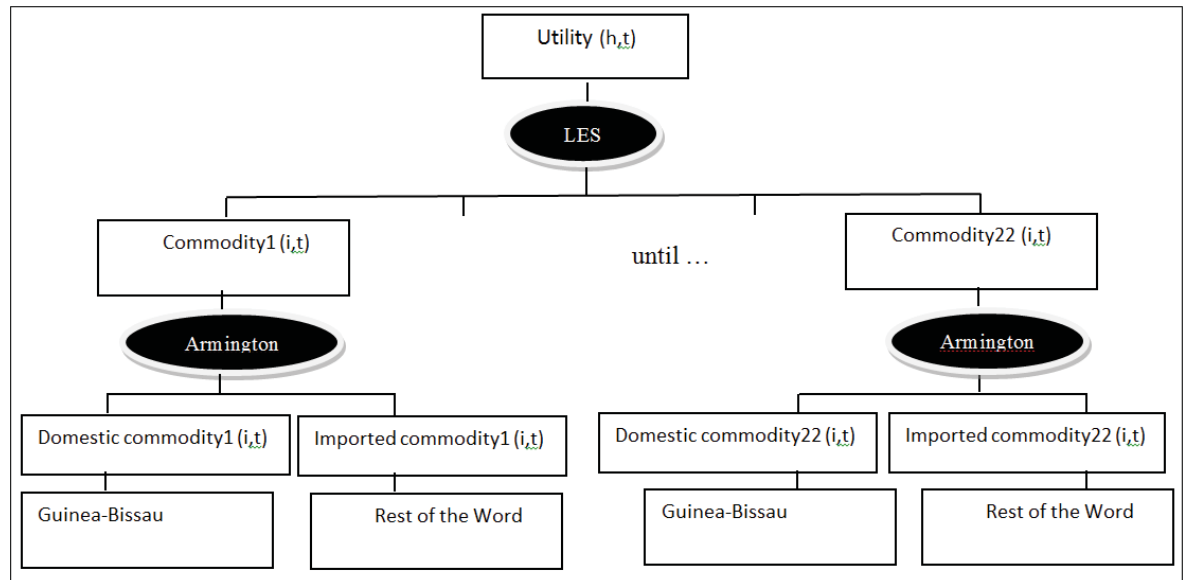 Utility (h,t)
LES
Commodity1 (i,t)
until ...
Commodity22 (i,t)
Armington
Armington
Domestic commodity1 (i,t)
Imported commodity1 (i,t)
Domestic commodity22 (i,t)
Imported commodity22 (i,t)
Guinea-Bissau
Rest of the Word
Guinea-Bissau
Rest of the Word